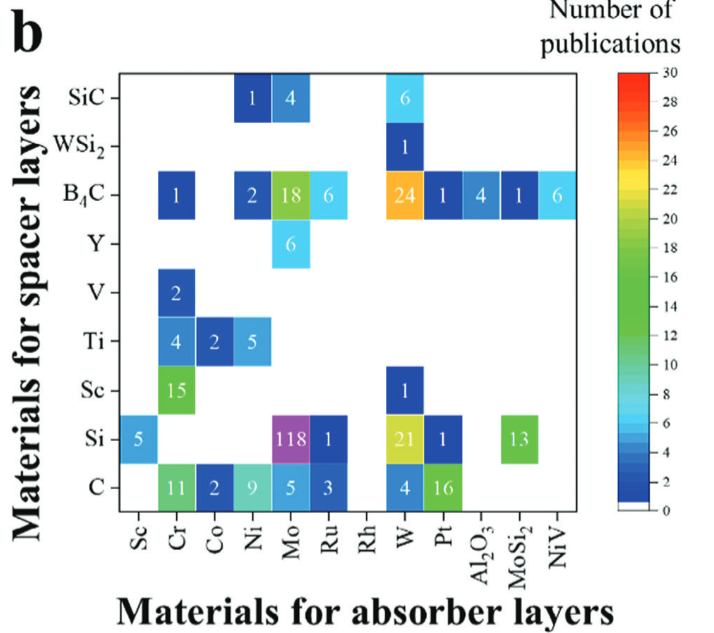 b
Number of
publications
Materials for spacer layers
SiC 1 4 6
WSi₂ 1
B₄C 1 2 18 6 24 1 4 1 6
Y 6
V 2
Ti 4 2 5
Sc 15 1
Si 5 118 1 21 1 13
C 11 2 9 5 3 4 16
Sc Cr Co Ni Mo Ru Rh W Pt Al₂O₃ MoSi₂ NiV
Materials for absorber layers
30
28
26
24
22
20
18
16
14
12
10
8
6
4
2
0